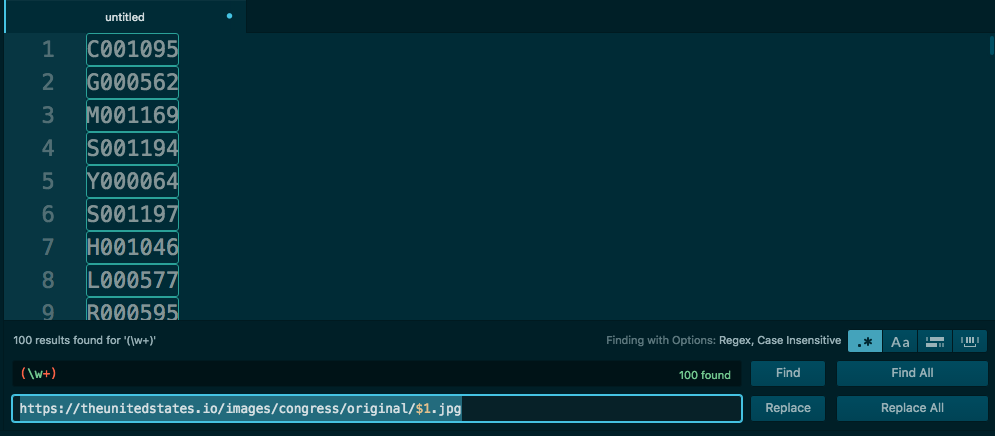 untitled
1 C001095
2 G000562
3 M001169
4 S001194
5 Y000064
6 S001197
7 H001046
8 L000577
9 R000595
100 results found for '(\w+)' Finding with Options: Regex, Case Insensitive .* Aa
(\w+) 100 found Find Find All
https://theunitedstates.io/images/congress/original/$1.jpg Replace Replace All